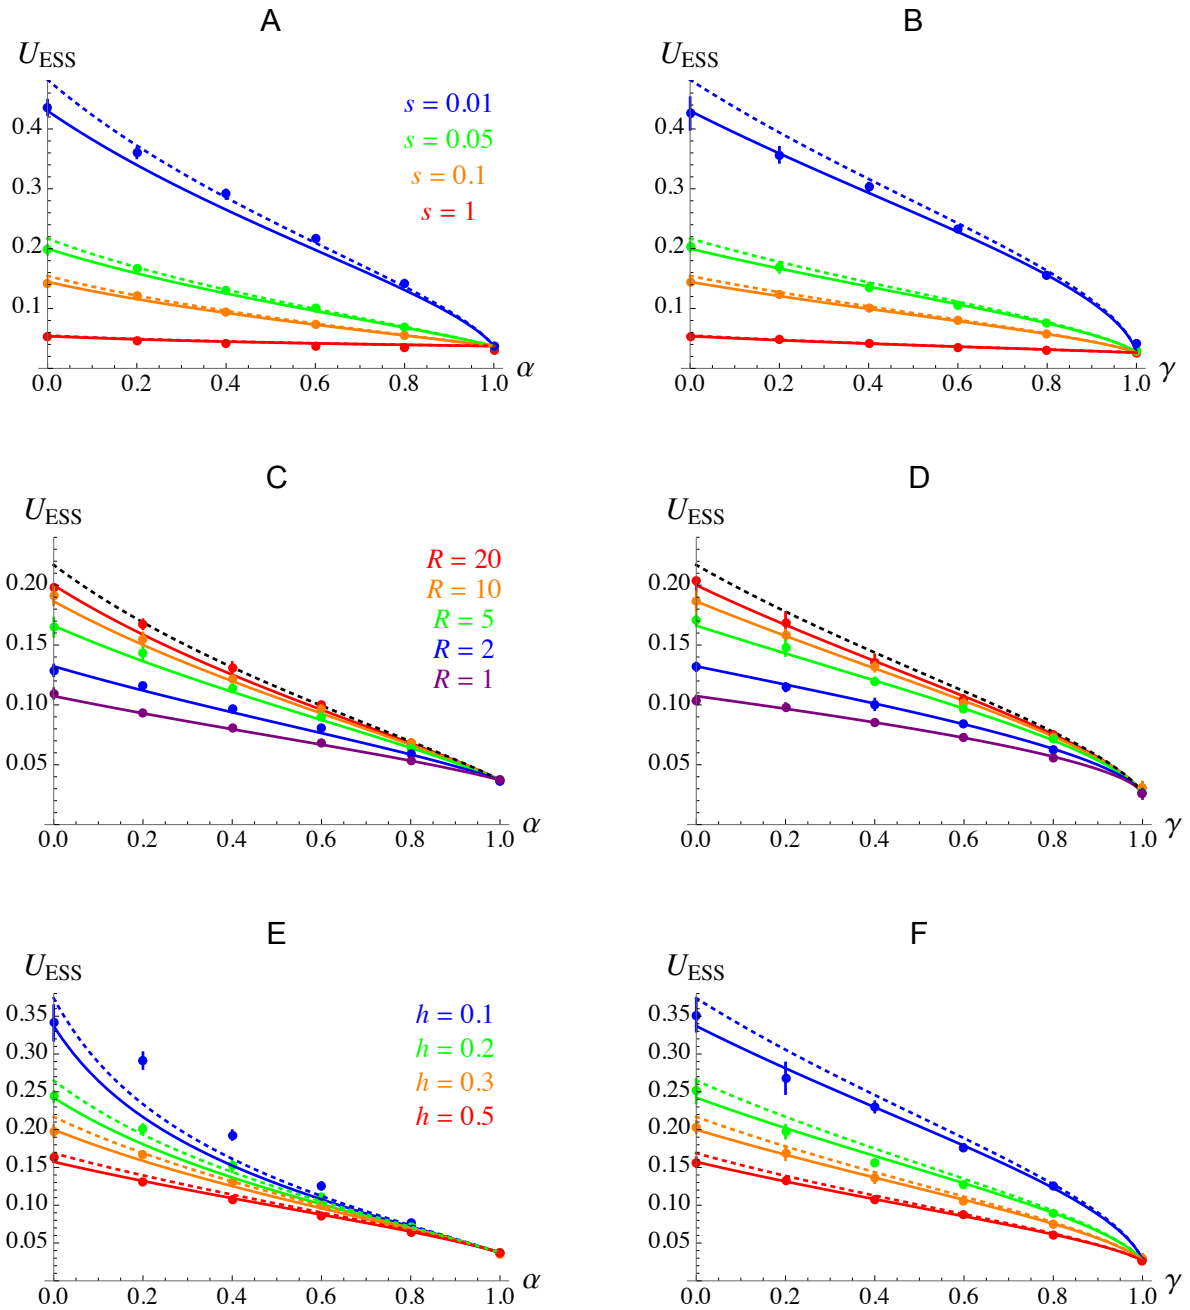 A
U_ESS
s = 0.01
s = 0.05
s = 0.1
s = 1
0.4
0.3
0.2
0.1
0.0 0.2 0.4 0.6 0.8 1.0 α
B
U_ESS
0.4
0.3
0.2
0.1
0.0 0.2 0.4 0.6 0.8 1.0 γ
C
U_ESS
R = 20
R = 10
R = 5
R = 2
R = 1
0.20
0.15
0.10
0.05
0.0 0.2 0.4 0.6 0.8 1.0 α
D
U_ESS
0.20
0.15
0.10
0.05
0.0 0.2 0.4 0.6 0.8 1.0 γ
E
U_ESS
h = 0.1
h = 0.2
h = 0.3
h = 0.5
0.35
0.30
0.25
0.20
0.15
0.10
0.05
0.0 0.2 0.4 0.6 0.8 1.0 α
F
U_ESS
0.35
0.30
0.25
0.20
0.15
0.10
0.05
0.0 0.2 0.4 0.6 0.8 1.0 γ